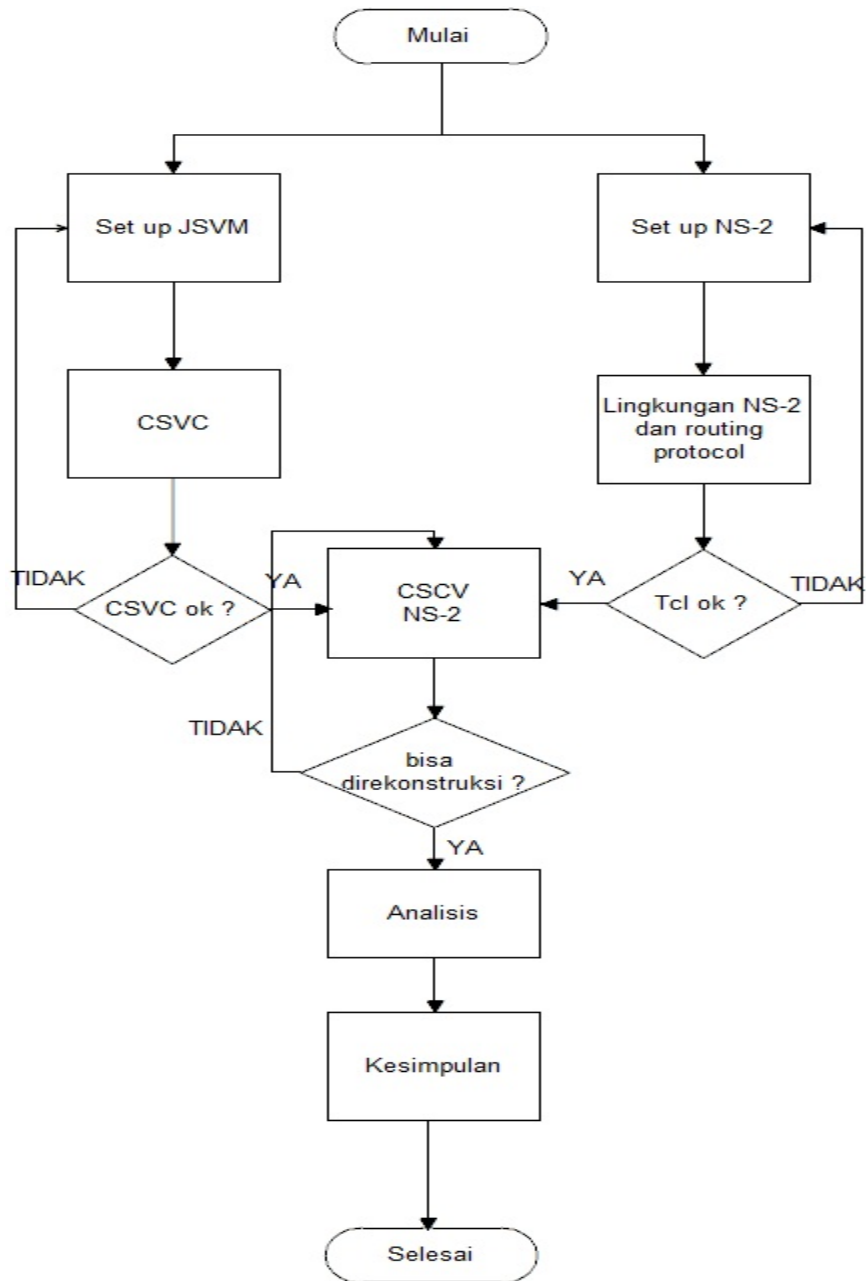 Mulai
Set up JSVM
Set up NS-2
CSVC
Lingkungan NS-2
dan routing
protocol
TIDAK
CSVC ok ?
YA
CSCV
NS-2
YA
Tcl ok ?
TIDAK
TIDAK
bisa
direkonstruksi ?
YA
Analisis
Kesimpulan
Selesai